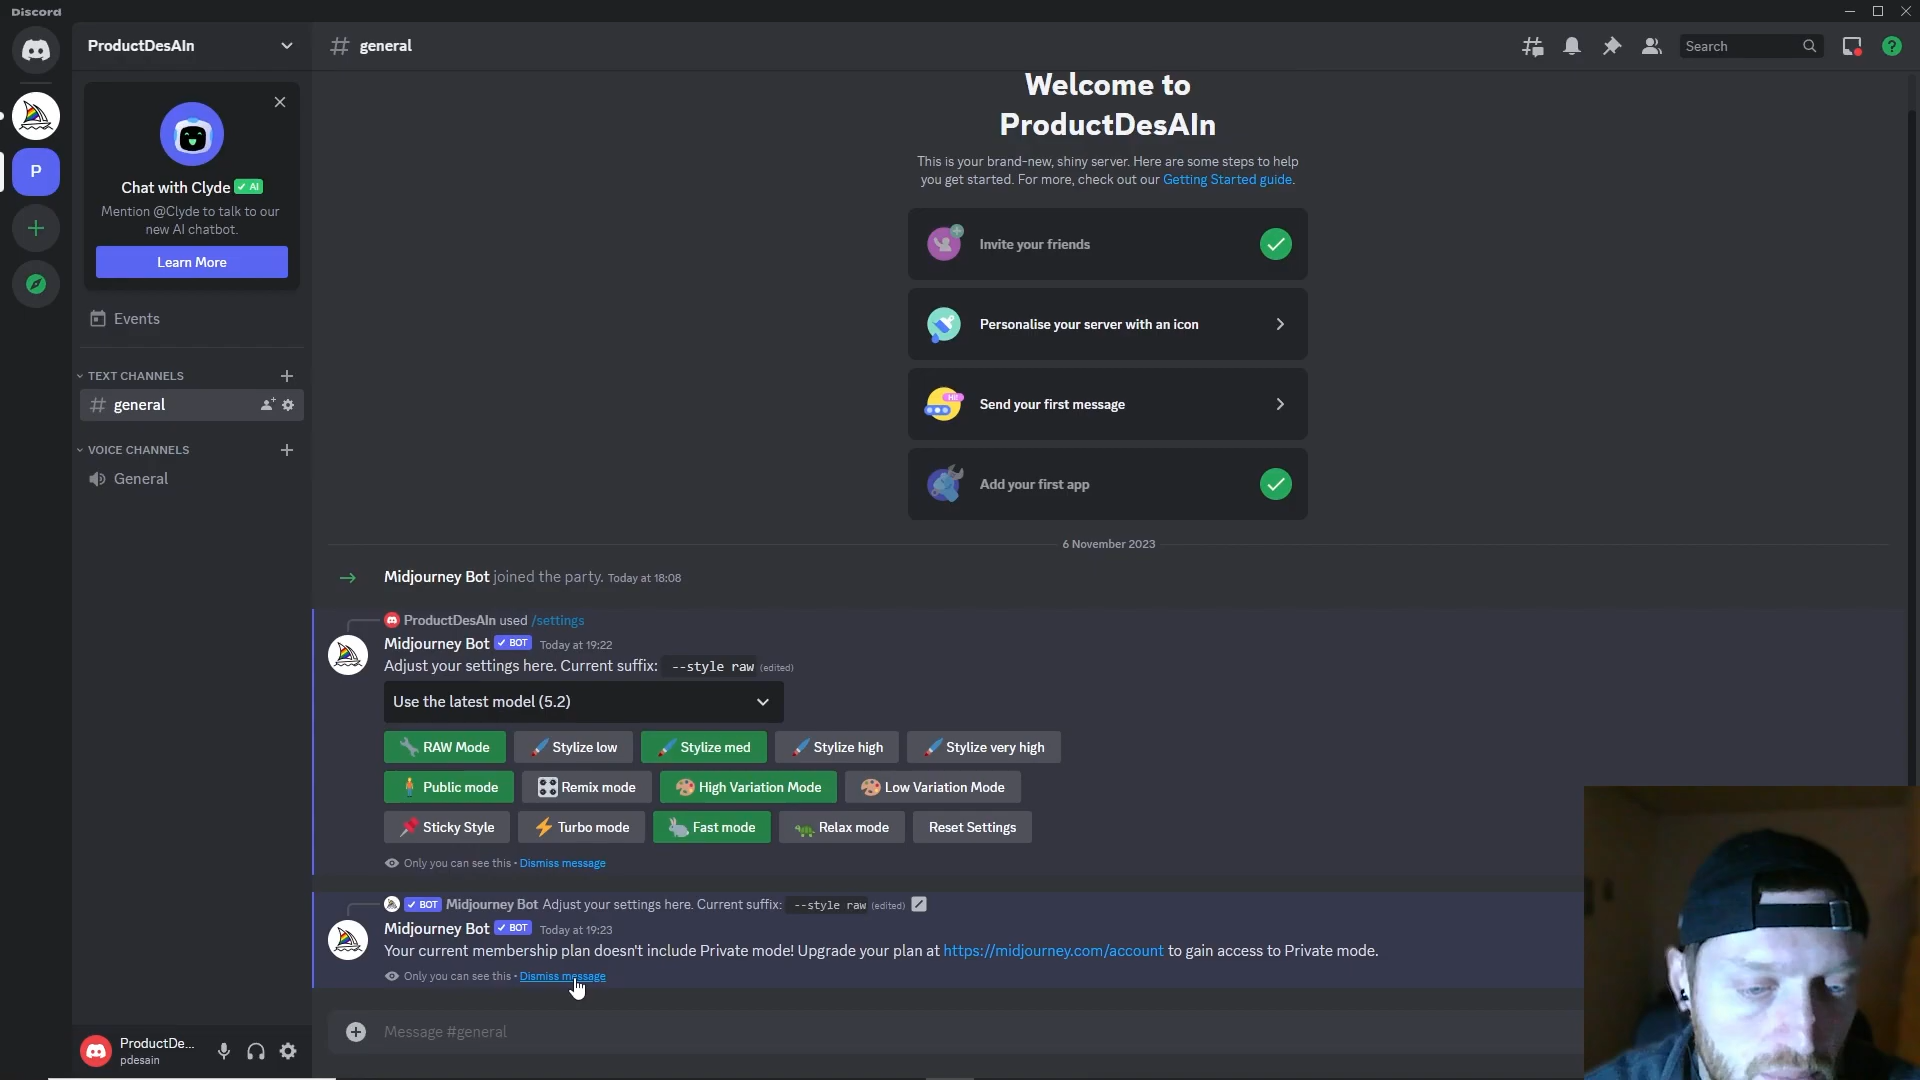 Discord
ProductDesAIn
general
Search
?
Chat with Clyde ✓ AI
Mention @Clyde to talk to our
new AI chatbot.
Learn More
P
Events
TEXT CHANNELS
general
VOICE CHANNELS
General
Welcome to
ProductDesAIn
This is your brand-new, shiny server. Here are some steps to help
you get started. For more, check out our Getting Started guide.
Invite your friends
Personalise your server with an icon
Send your first message
Add your first app
6 November 2023
Midjourney Bot joined the party. Today at 18:08
ProductDesAIn used /settings
Midjourney Bot ✓ BOT Today at 19:22
Adjust your settings here. Current suffix: --style raw (edited)
Use the latest model (5.2)
RAW Mode Stylize low Stylize med Stylize high Stylize very high
Public mode Remix mode High Variation Mode Low Variation Mode
Sticky Style Turbo mode Fast mode Relax mode Reset Settings
Only you can see this • Dismiss message
✓ BOT Midjourney Bot Adjust your settings here. Current suffix: --style raw (edited)
Midjourney Bot ✓ BOT Today at 19:23
Your current membership plan doesn't include Private mode! Upgrade your plan at https://midjourney.com/account to gain access to Private mode.
Only you can see this • Dismiss message
Message #general
ProductDe...
pdesain